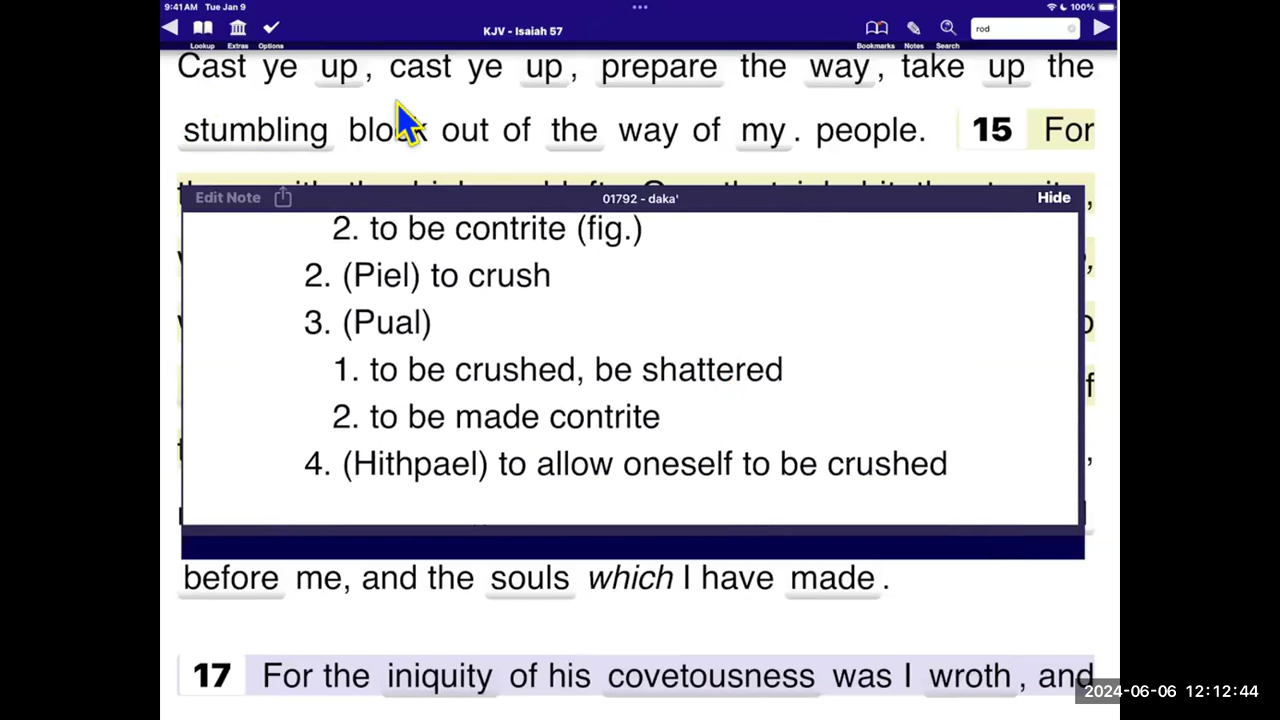 9:41 AM Tue Jan 9
100%
KJV - Isaiah 57
rod
Lookup Extras Options Bookmarks Notes Search
Cast ye up, cast ye up, prepare the way, take up the
stumbling block out of the way of my. people. 15 For
Edit Note 01792 - daka' Hide
2. to be contrite (fig.)
2. (Piel) to crush
3. (Pual)
1. to be crushed, be shattered
2. to be made contrite
4. (Hithpael) to allow oneself to be crushed
before me, and the souls which I have made.
17 For the iniquity of his covetousness was I wroth, and
2024-06-06 12:12:44